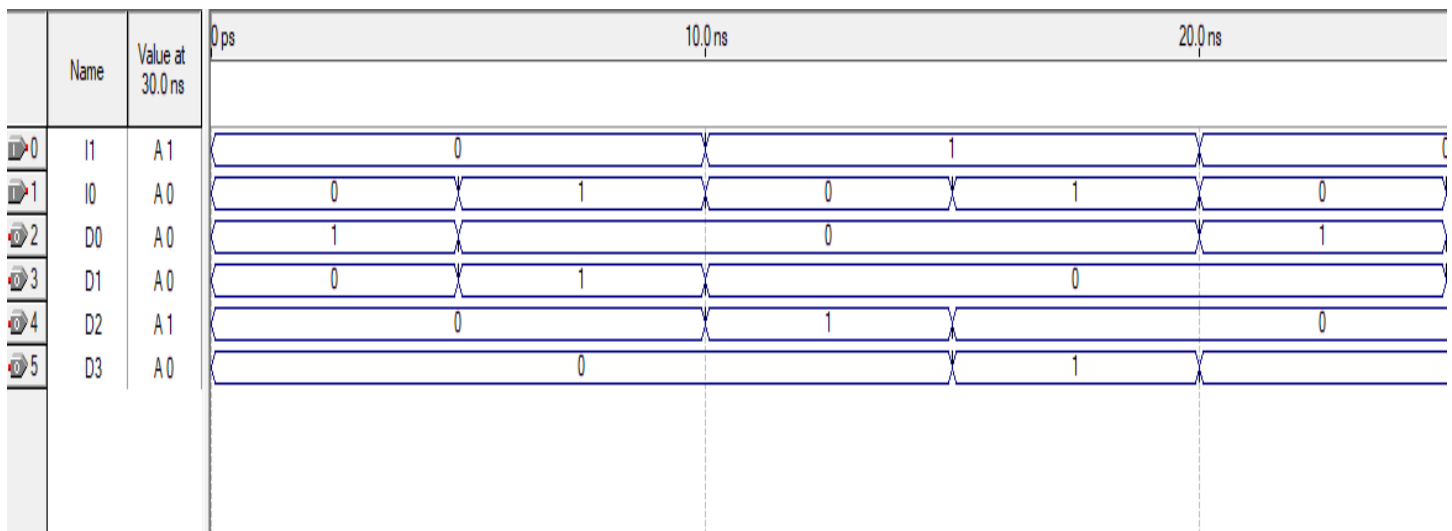 0 ps 10.0 ns 20.0 ns
Name Value at
30.0 ns
0 I1 A 1 0 1 0
1 I0 A 0 0 1 0 1 0
2 D0 A 0 1 0 1
3 D1 A 0 0 1 0
4 D2 A 1 0 1 0
5 D3 A 0 0 1